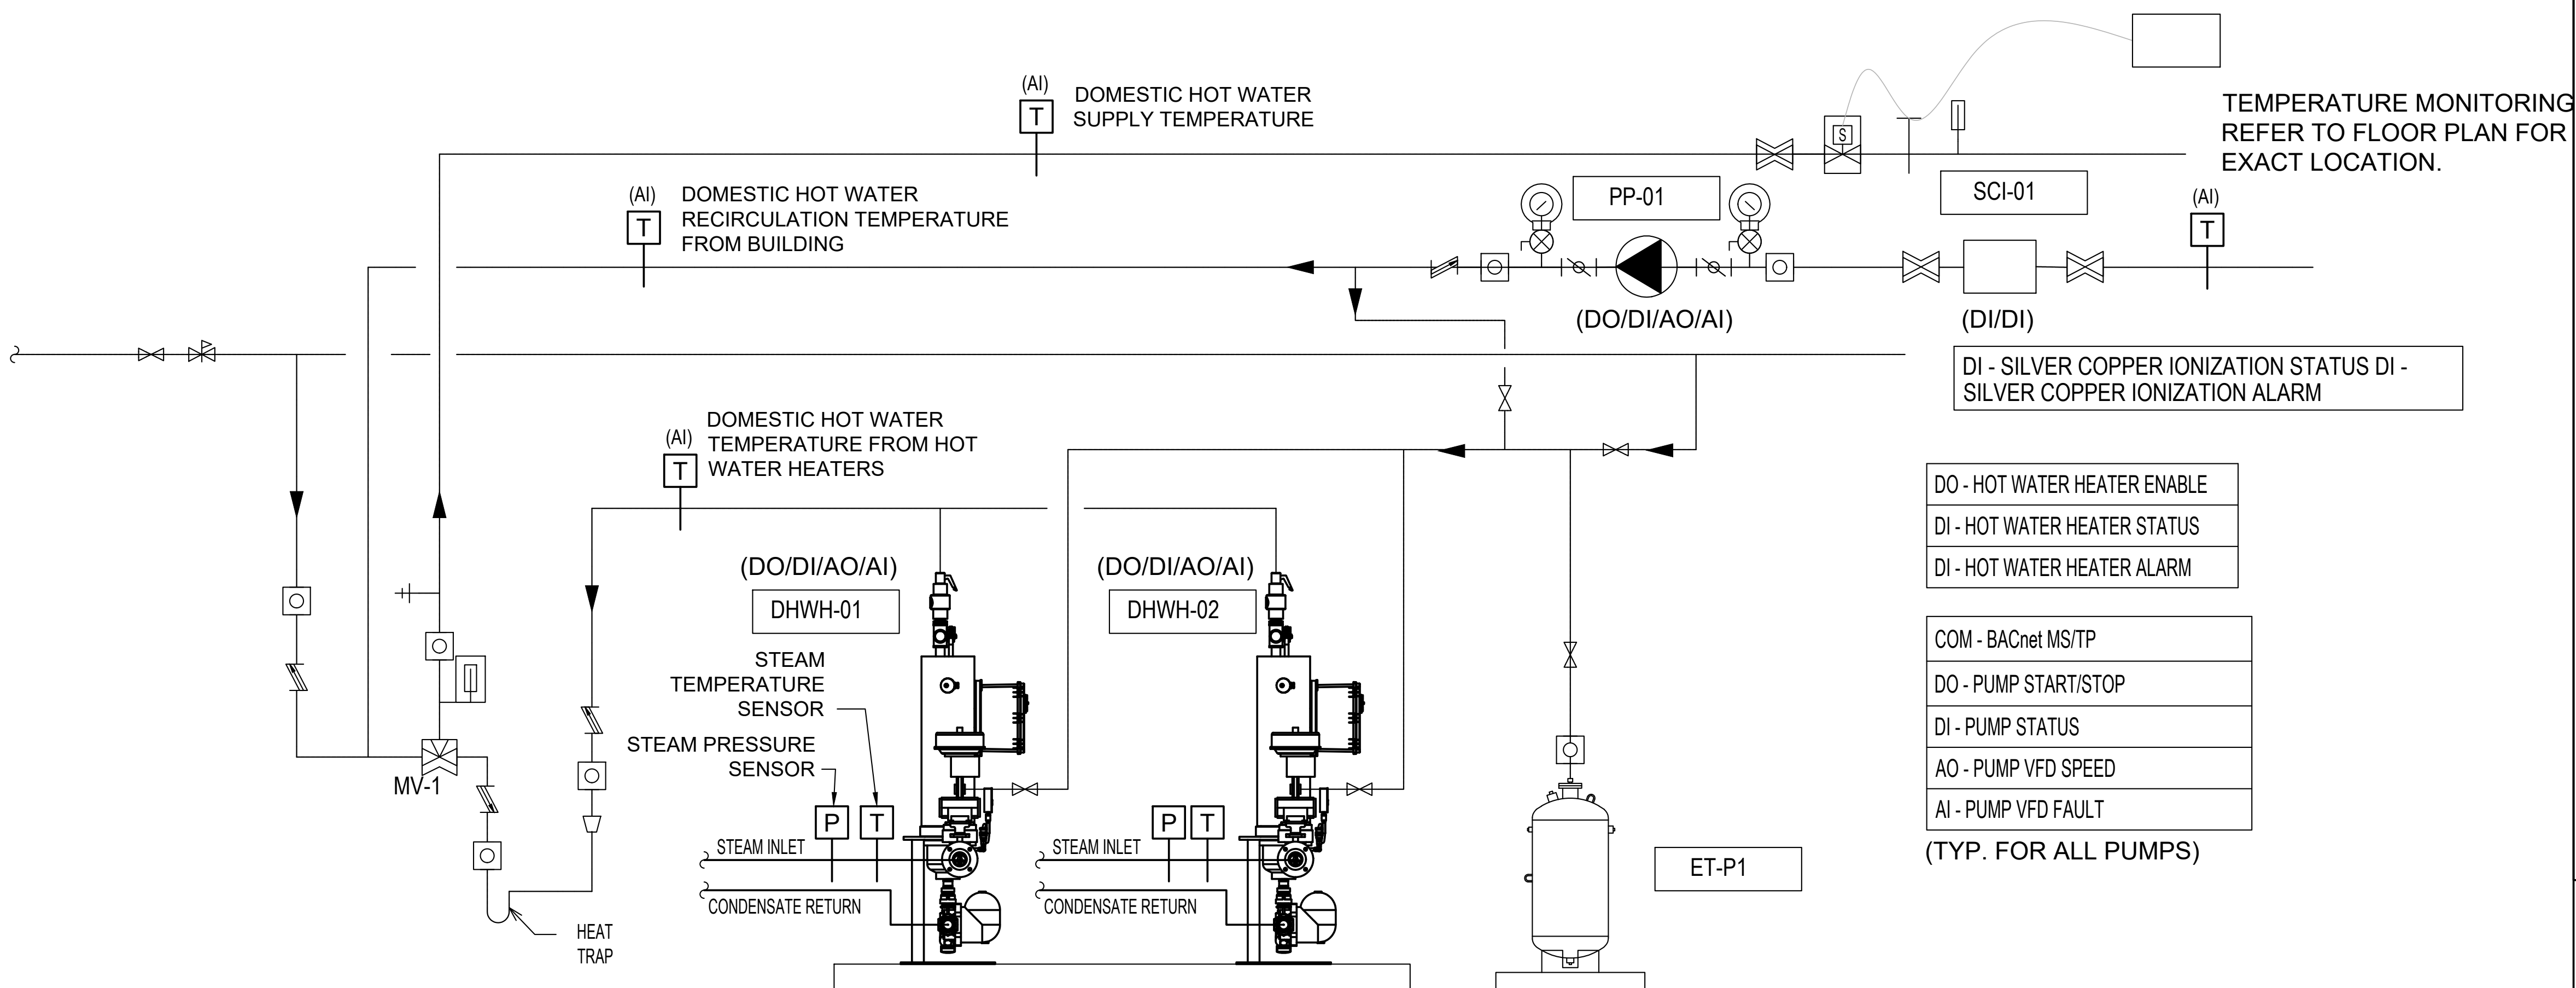 (AI)
T
DOMESTIC HOT WATER
SUPPLY TEMPERATURE
S
TEMPERATURE MONITORING
REFER TO FLOOR PLAN FOR
EXACT LOCATION.
(AI)
T
DOMESTIC HOT WATER
RECIRCULATION TEMPERATURE
FROM BUILDING
PP-01
SCI-01
(AI)
T
(DO/DI/AO/AI)
(DI/DI)
DI - SILVER COPPER IONIZATION STATUS DI -
SILVER COPPER IONIZATION ALARM
(AI)
T
DOMESTIC HOT WATER
TEMPERATURE FROM HOT
WATER HEATERS
DO - HOT WATER HEATER ENABLE
DI - HOT WATER HEATER STATUS
DI - HOT WATER HEATER ALARM
(DO/DI/AO/AI)
DHWH-01
(DO/DI/AO/AI)
DHWH-02
COM - BACnet MS/TP
DO - PUMP START/STOP
DI - PUMP STATUS
AO - PUMP VFD SPEED
AI - PUMP VFD FAULT
(TYP. FOR ALL PUMPS)
STEAM
TEMPERATURE
SENSOR
STEAM PRESSURE
SENSOR
MV-1
P
T
STEAM INLET
CONDENSATE RETURN
P
T
STEAM INLET
CONDENSATE RETURN
ET-P1
HEAT
TRAP